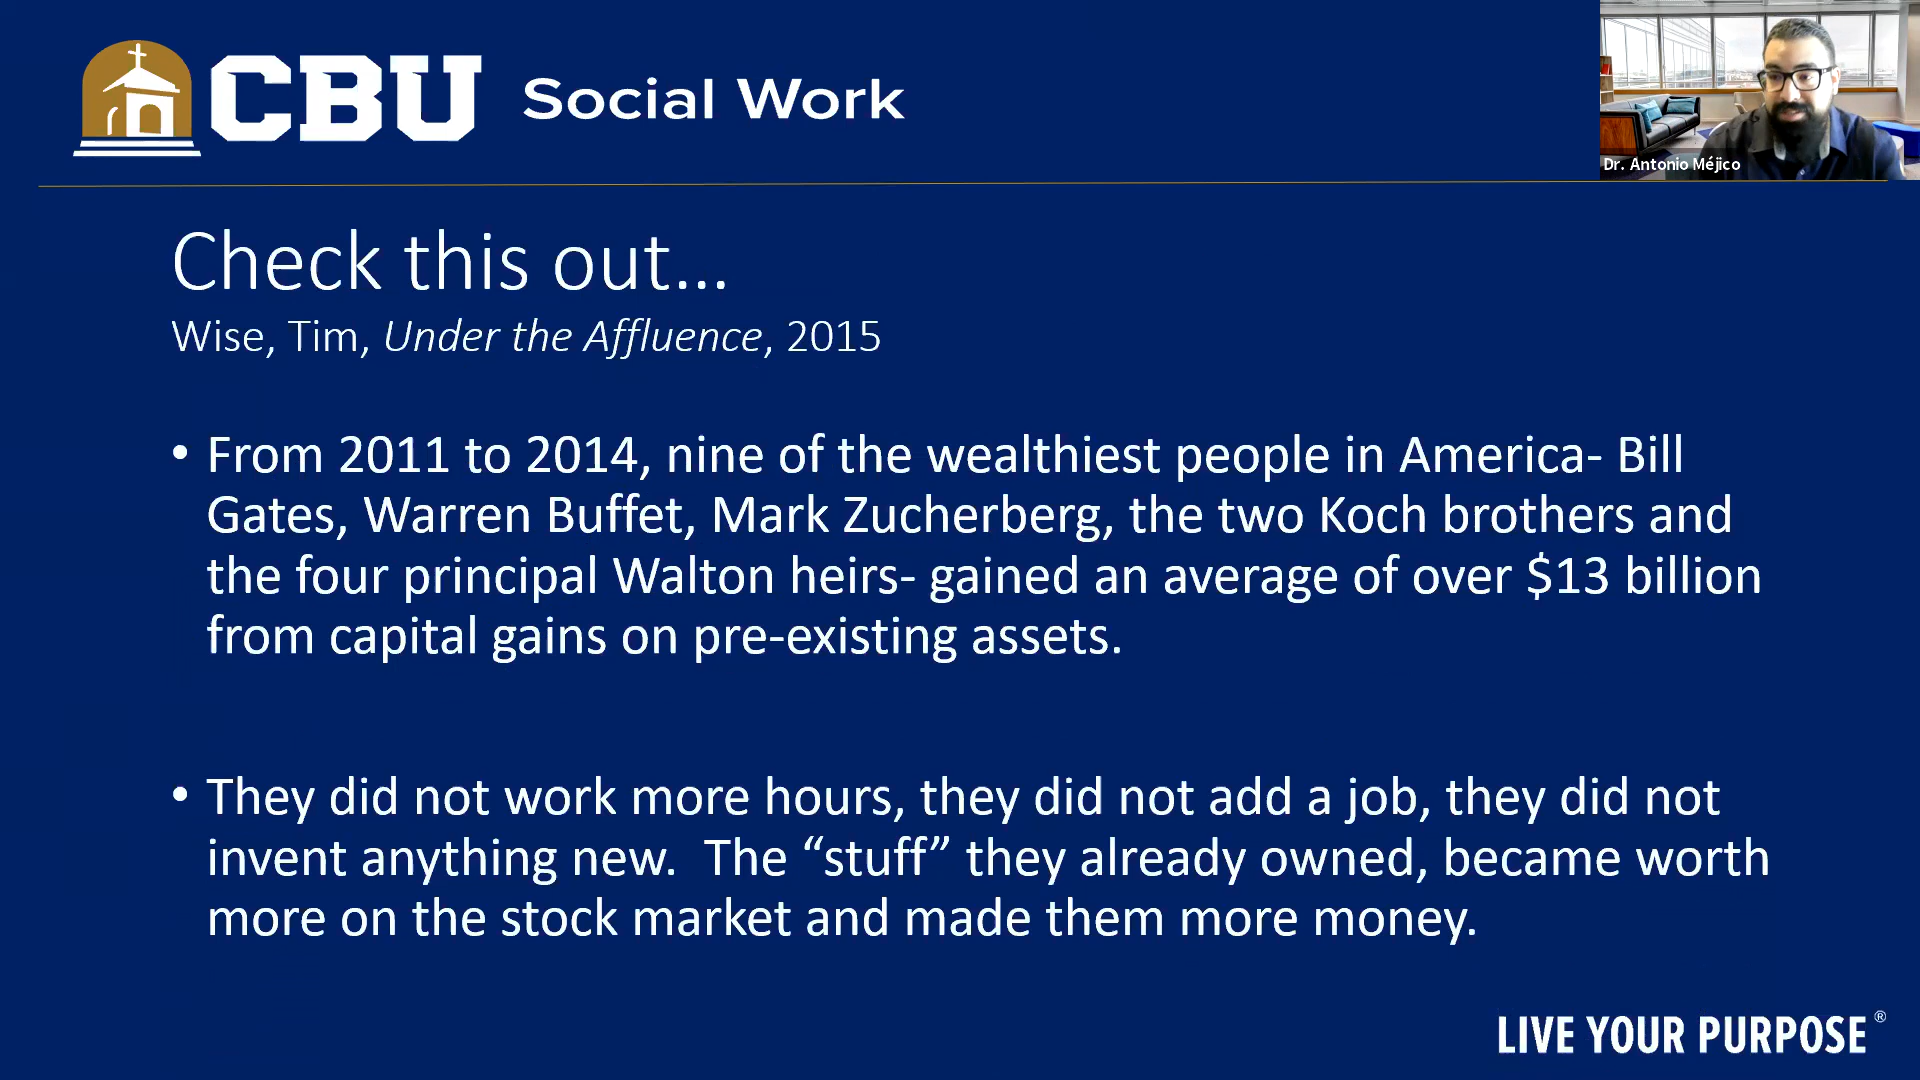 CBU Social Work
Dr. Antonio Méjico
Check this out...
Wise, Tim, Under the Affluence, 2015
• From 2011 to 2014, nine of the wealthiest people in America- Bill
Gates, Warren Buffet, Mark Zucherberg, the two Koch brothers and
the four principal Walton heirs- gained an average of over $13 billion
from capital gains on pre-existing assets.
• They did not work more hours, they did not add a job, they did not
invent anything new.  The “stuff” they already owned, became worth
more on the stock market and made them more money.
LIVE YOUR PURPOSE®